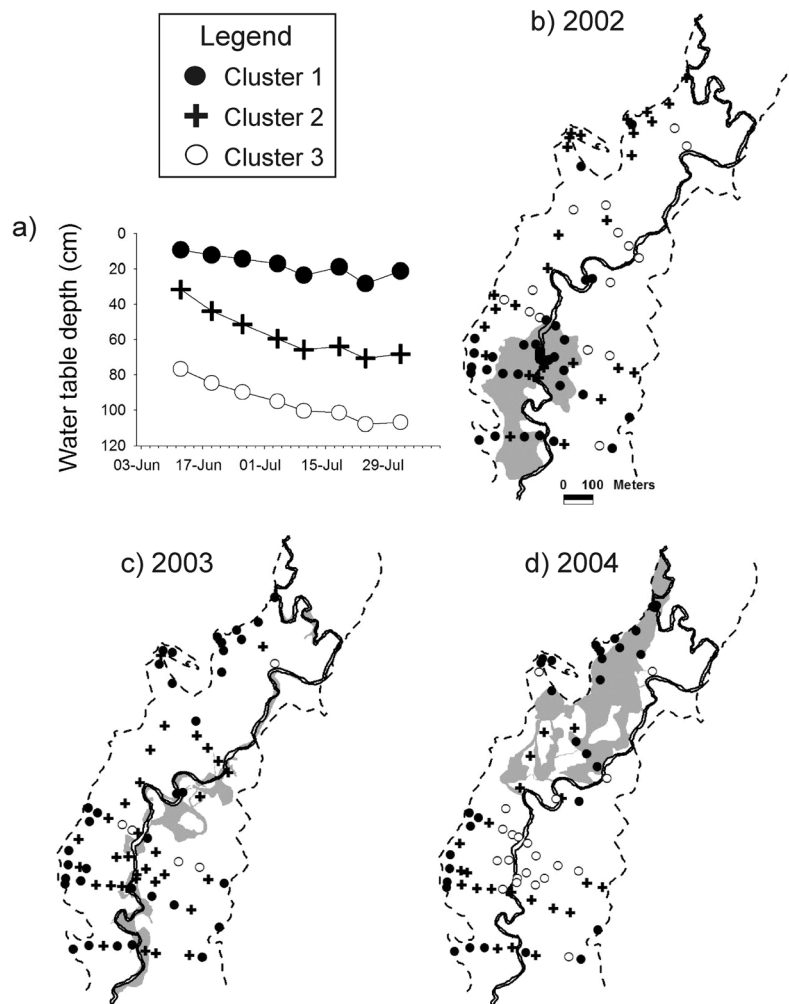 Legend
Cluster 1
Cluster 2
Cluster 3
a)
Water table depth (cm)
0
20
40
60
80
100
120
03-Jun 17-Jun 01-Jul 15-Jul 29-Jul
b) 2002
0 100 Meters
c) 2003
d) 2004